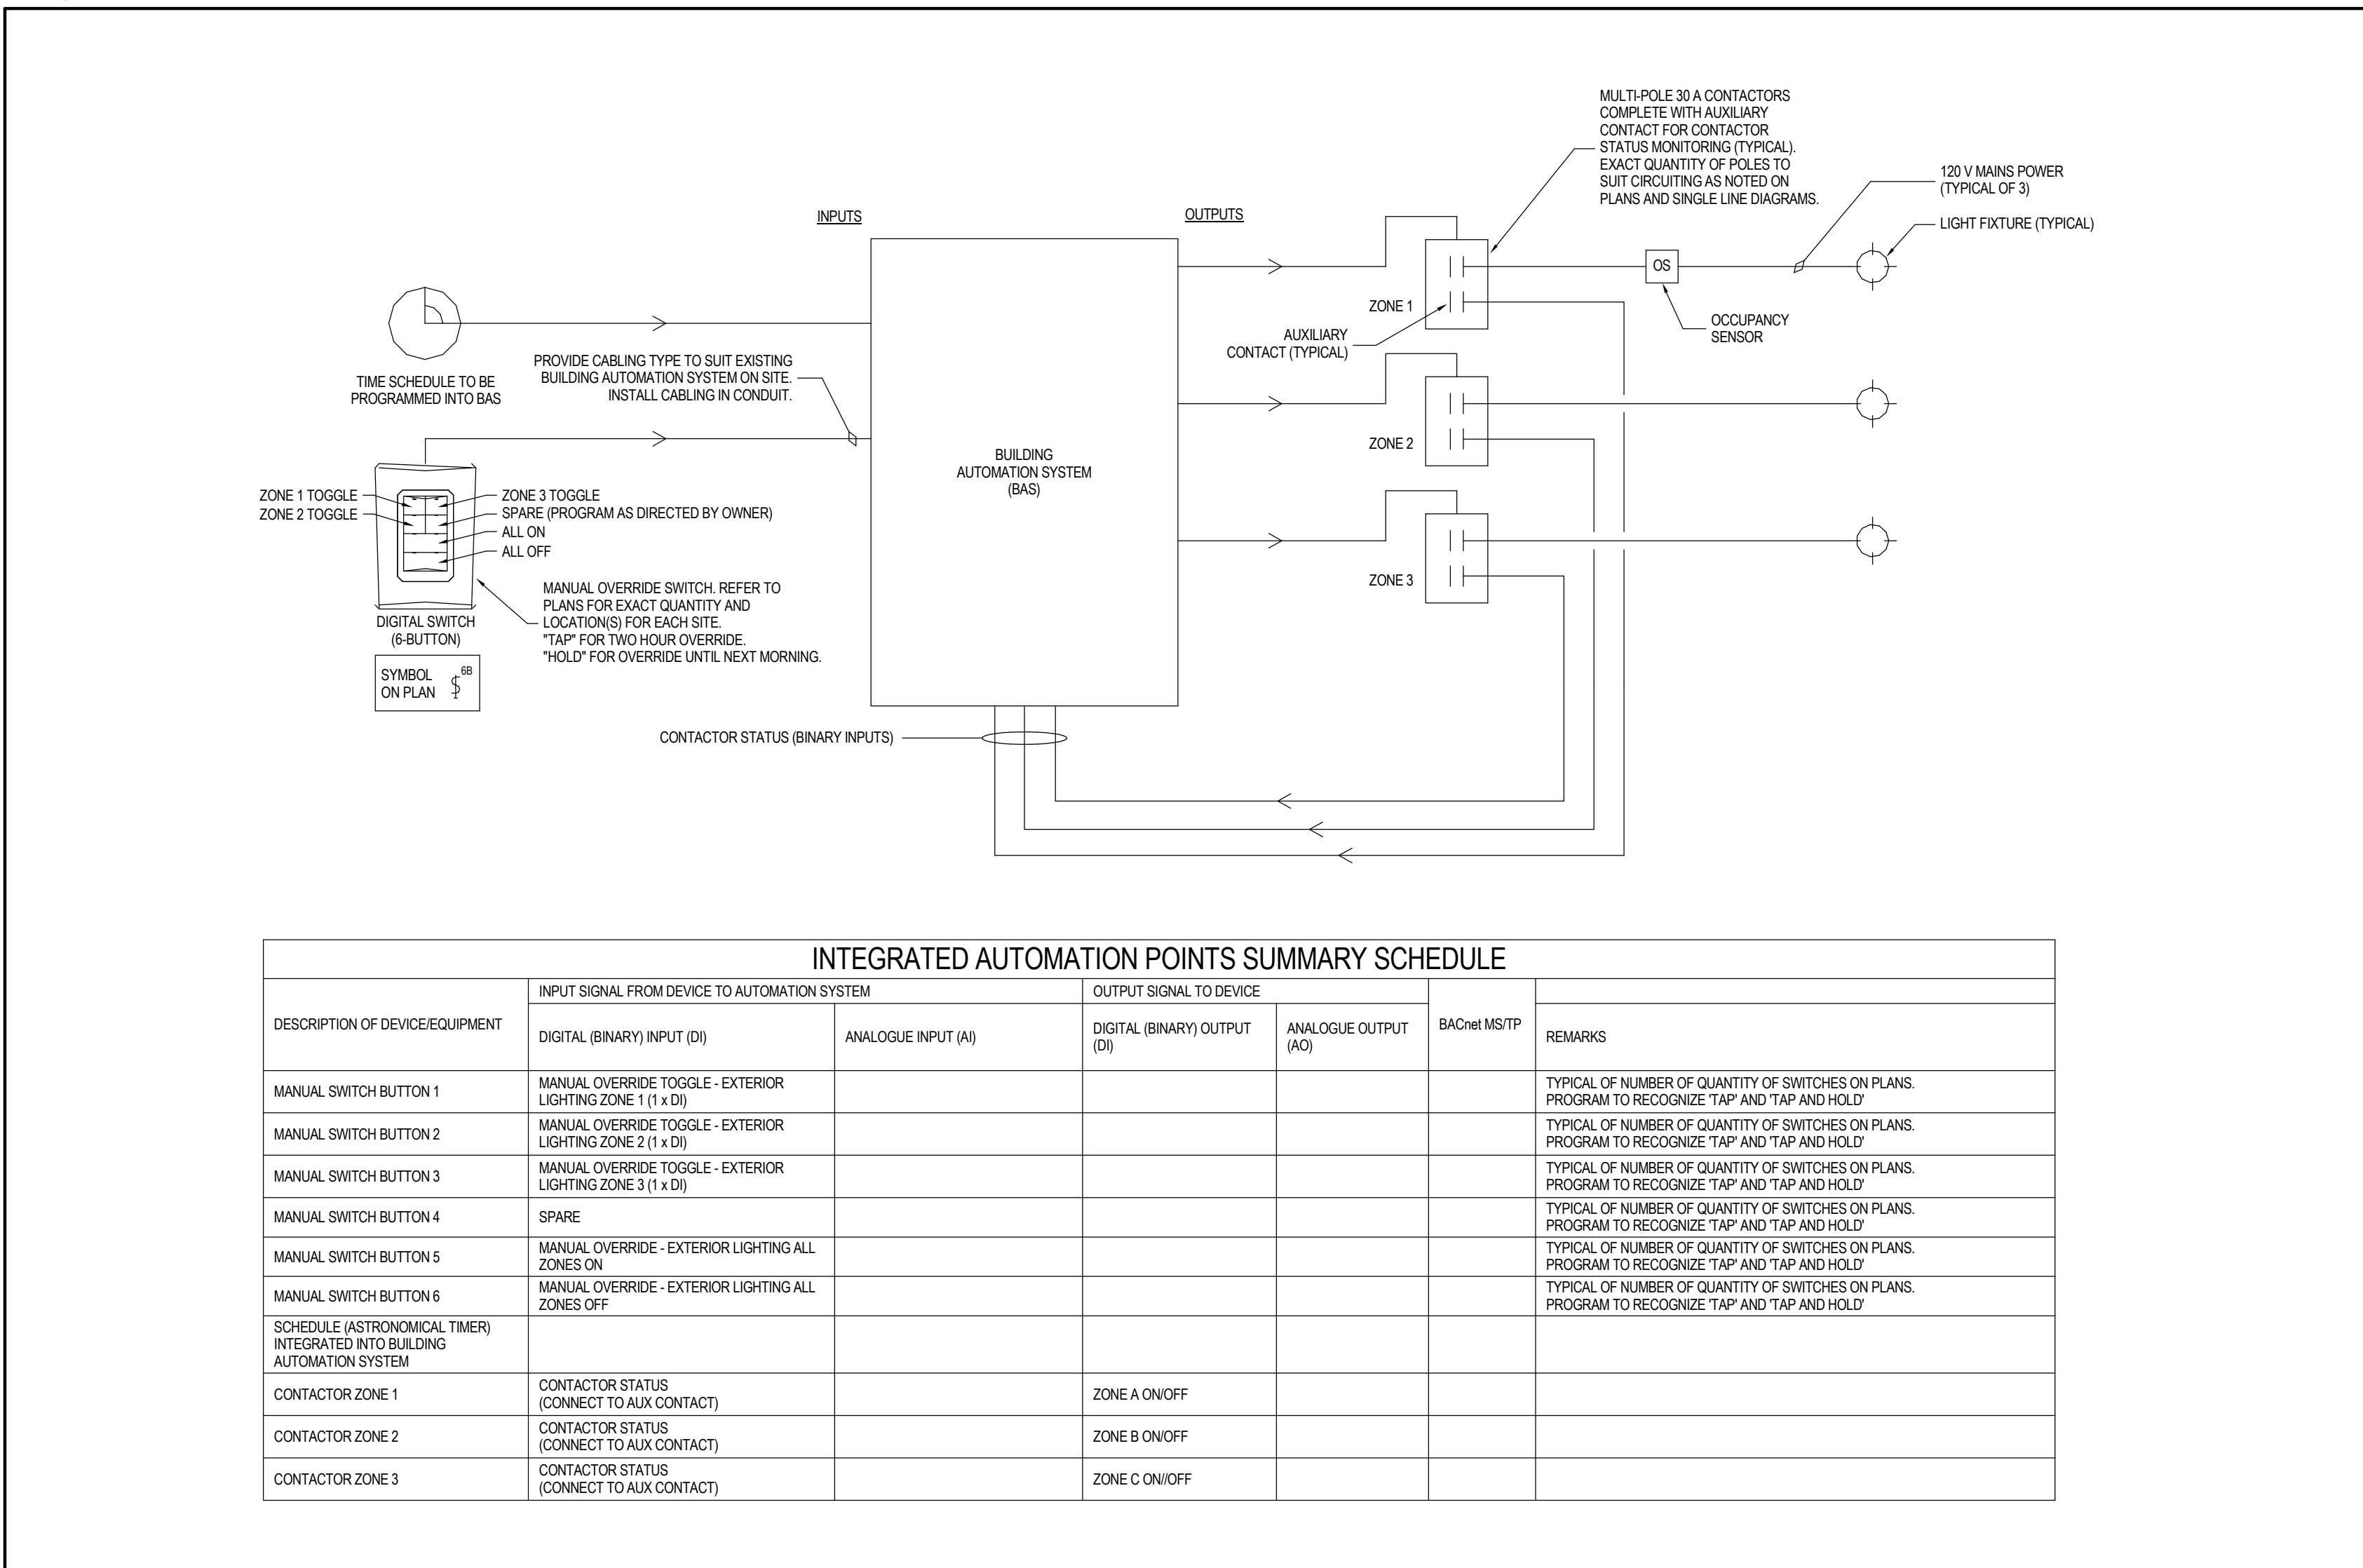 MULTI-POLE 30 A CONTACTORS
COMPLETE WITH AUXILIARY
CONTACT FOR CONTACTOR
STATUS MONITORING (TYPICAL).
EXACT QUANTITY OF POLES TO
SUIT CIRCUITING AS NOTED ON
PLANS AND SINGLE LINE DIAGRAMS.
120 V MAINS POWER
(TYPICAL OF 3)
LIGHT FIXTURE (TYPICAL)
INPUTS
OUTPUTS
OS
ZONE 1
OCCUPANCY
SENSOR
AUXILIARY
CONTACT (TYPICAL)
TIME SCHEDULE TO BE
PROGRAMMED INTO BAS
PROVIDE CABLING TYPE TO SUIT EXISTING
BUILDING AUTOMATION SYSTEM ON SITE.
INSTALL CABLING IN CONDUIT.
BUILDING
AUTOMATION SYSTEM
(BAS)
ZONE 2
ZONE 3
ZONE 1 TOGGLE
ZONE 2 TOGGLE
ZONE 3 TOGGLE
SPARE (PROGRAM AS DIRECTED BY OWNER)
ALL ON
ALL OFF
MANUAL OVERRIDE SWITCH. REFER TO
PLANS FOR EXACT QUANTITY AND
LOCATION(S) FOR EACH SITE.
"TAP" FOR TWO HOUR OVERRIDE.
"HOLD" FOR OVERRIDE UNTIL NEXT MORNING.
DIGITAL SWITCH
(6-BUTTON)
SYMBOL
ON PLAN
$ 6B
CONTACTOR STATUS (BINARY INPUTS)
INTEGRATED AUTOMATION POINTS SUMMARY SCHEDULE
DESCRIPTION OF DEVICE/EQUIPMENT
INPUT SIGNAL FROM DEVICE TO AUTOMATION SYSTEM
OUTPUT SIGNAL TO DEVICE
BACnet MS/TP
DIGITAL (BINARY) INPUT (DI)
ANALOGUE INPUT (AI)
DIGITAL (BINARY) OUTPUT
(DI)
ANALOGUE OUTPUT
(AO)
REMARKS
MANUAL SWITCH BUTTON 1
MANUAL OVERRIDE TOGGLE - EXTERIOR
LIGHTING ZONE 1 (1 x DI)
TYPICAL OF NUMBER OF QUANTITY OF SWITCHES ON PLANS.
PROGRAM TO RECOGNIZE 'TAP' AND 'TAP AND HOLD'
MANUAL SWITCH BUTTON 2
MANUAL OVERRIDE TOGGLE - EXTERIOR
LIGHTING ZONE 2 (1 x DI)
TYPICAL OF NUMBER OF QUANTITY OF SWITCHES ON PLANS.
PROGRAM TO RECOGNIZE 'TAP' AND 'TAP AND HOLD'
MANUAL SWITCH BUTTON 3
MANUAL OVERRIDE TOGGLE - EXTERIOR
LIGHTING ZONE 3 (1 x DI)
TYPICAL OF NUMBER OF QUANTITY OF SWITCHES ON PLANS.
PROGRAM TO RECOGNIZE 'TAP' AND 'TAP AND HOLD'
MANUAL SWITCH BUTTON 4
SPARE
TYPICAL OF NUMBER OF QUANTITY OF SWITCHES ON PLANS.
PROGRAM TO RECOGNIZE 'TAP' AND 'TAP AND HOLD'
MANUAL SWITCH BUTTON 5
MANUAL OVERRIDE - EXTERIOR LIGHTING ALL
ZONES ON
TYPICAL OF NUMBER OF QUANTITY OF SWITCHES ON PLANS.
PROGRAM TO RECOGNIZE 'TAP' AND 'TAP AND HOLD'
MANUAL SWITCH BUTTON 6
MANUAL OVERRIDE - EXTERIOR LIGHTING ALL
ZONES OFF
TYPICAL OF NUMBER OF QUANTITY OF SWITCHES ON PLANS.
PROGRAM TO RECOGNIZE 'TAP' AND 'TAP AND HOLD'
SCHEDULE (ASTRONOMICAL TIMER)
INTEGRATED INTO BUILDING
AUTOMATION SYSTEM
CONTACTOR ZONE 1
CONTACTOR STATUS
(CONNECT TO AUX CONTACT)
ZONE A ON/OFF
CONTACTOR ZONE 2
CONTACTOR STATUS
(CONNECT TO AUX CONTACT)
ZONE B ON/OFF
CONTACTOR ZONE 3
CONTACTOR STATUS
(CONNECT TO AUX CONTACT)
ZONE C ON//OFF